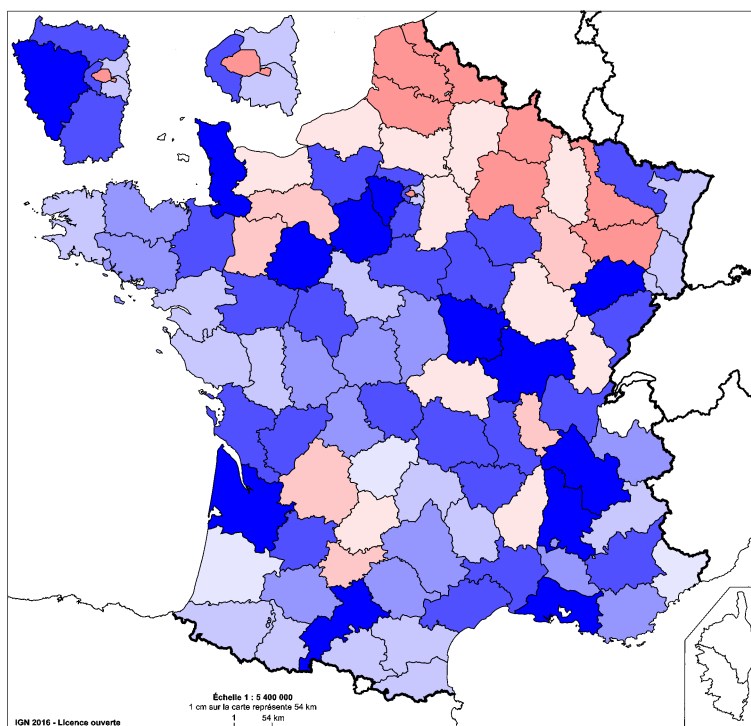 Échelle 1 : 5 400 000
1 cm sur la carte représente 54 km
1 54 km
IGN 2016 - Licence ouverte